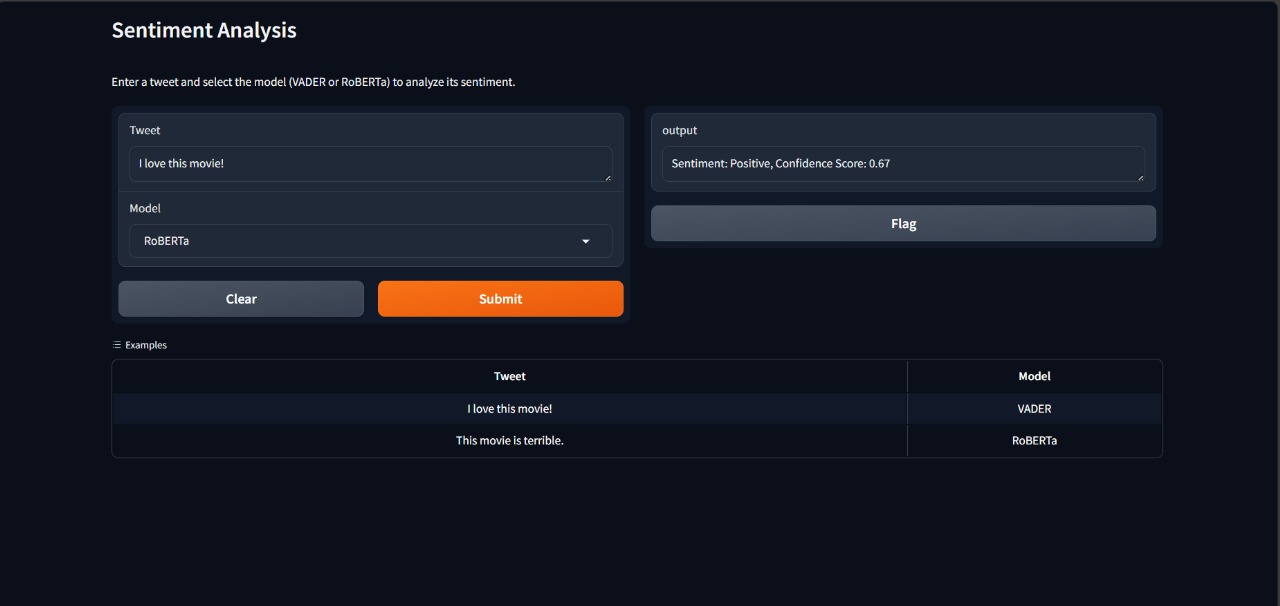 Sentiment Analysis
Enter a tweet and select the model (VADER or RoBERTa) to analyze its sentiment.
Tweet
I love this movie!
Model
RoBERTa
Clear
Submit
output
Sentiment: Positive, Confidence Score: 0.67
Flag
Examples
Tweet Model
I love this movie! VADER
This movie is terrible. RoBERTa